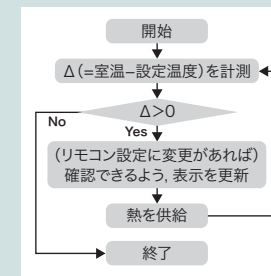 開始
Δ(=室温−設定温度)を計測
Δ>0
No
Yes
(リモコン設定に変更があれば)
確認できるよう, 表示を更新
熱を供給
終了